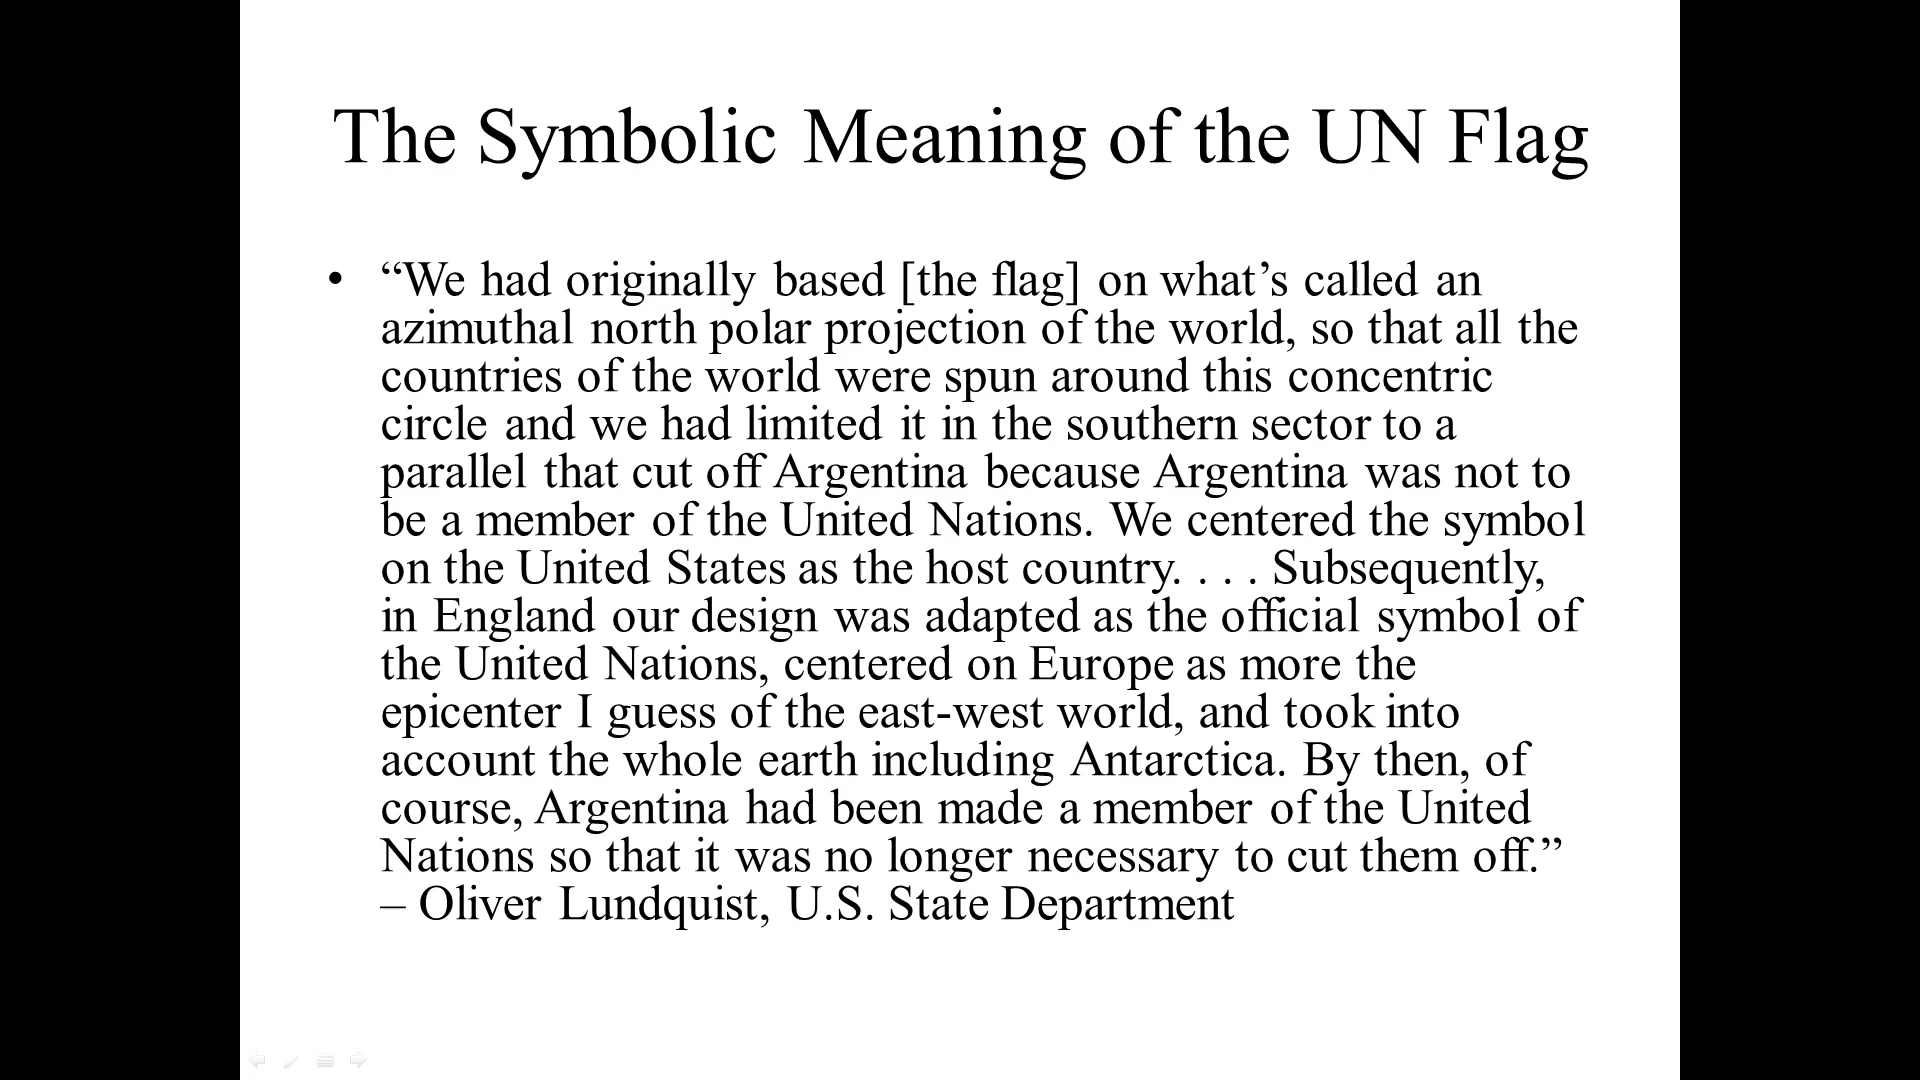 The Symbolic Meaning of the UN Flag
• “We had originally based [the flag] on what’s called an
azimuthal north polar projection of the world, so that all the
countries of the world were spun around this concentric
circle and we had limited it in the southern sector to a
parallel that cut off Argentina because Argentina was not to
be a member of the United Nations. We centered the symbol
on the United States as the host country. . . . Subsequently,
in England our design was adapted as the official symbol of
the United Nations, centered on Europe as more the
epicenter I guess of the east-west world, and took into
account the whole earth including Antarctica. By then, of
course, Argentina had been made a member of the United
Nations so that it was no longer necessary to cut them off.”
– Oliver Lundquist, U.S. State Department